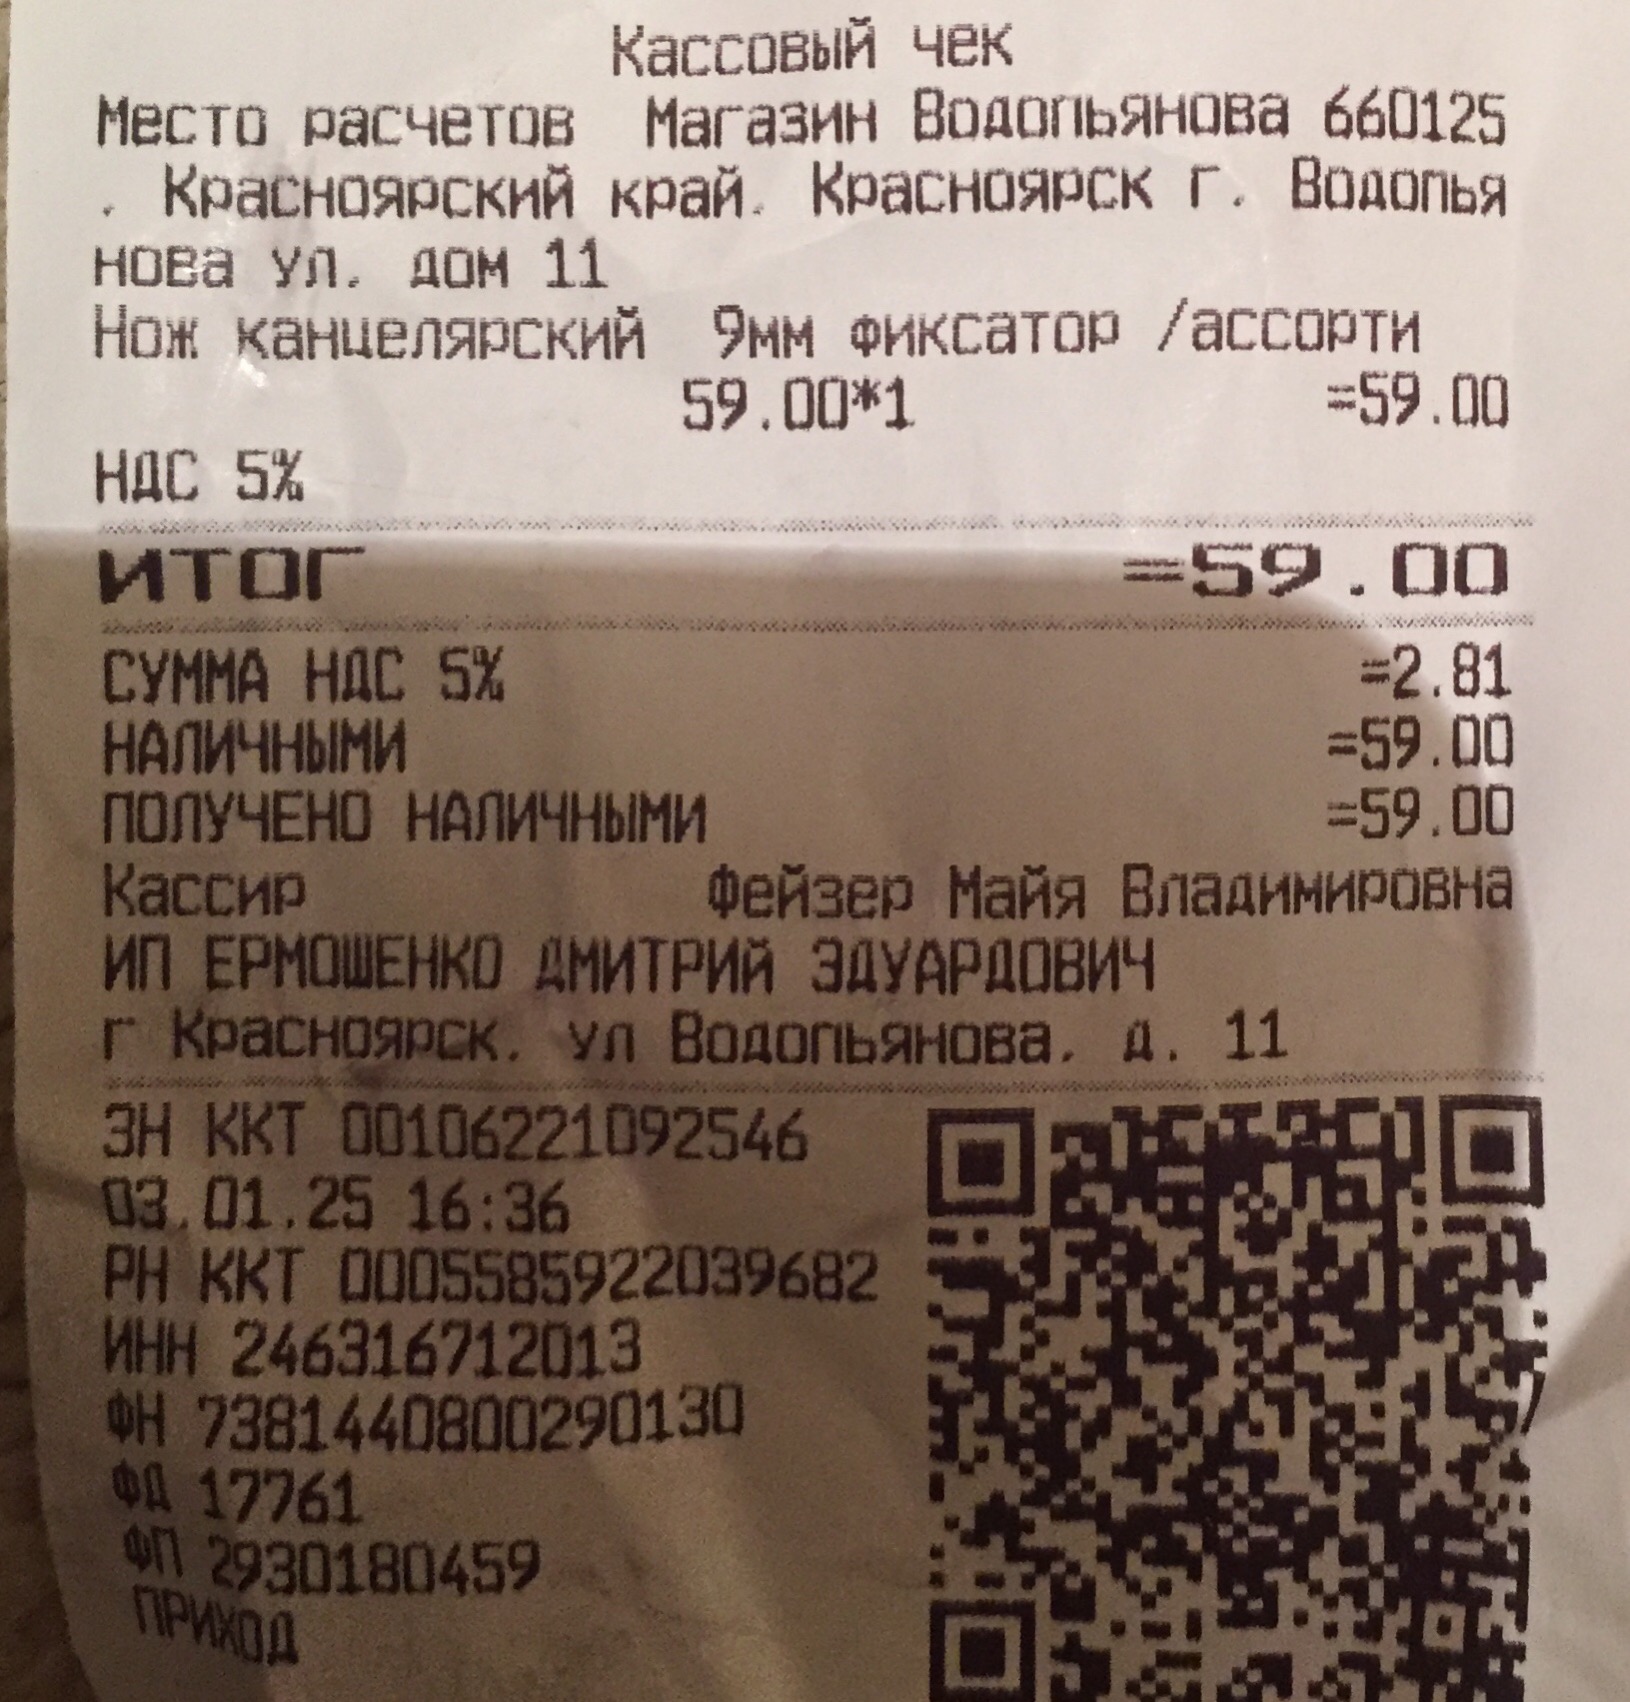 Кассовый чек
Место расчетов Магазин Водопьянова 660125
. Красноярский край. Красноярск г. Водопья
нова ул. дом 11
Нож канцелярский 9мм фиксатор /ассорти
59.00*1 =59.00
НДС 5%
ИТОГ =59.00
СУММА НДС 5% =2.81
НАЛИЧНЫМИ =59.00
ПОЛУЧЕНО НАЛИЧНЫМИ =59.00
Кассир Фейзер Майя Владимировна
ИП ЕРМОШЕНКО ДМИТРИЙ ЭДУАРДОВИЧ
г Красноярск. ул Водопьянова. д. 11
ЗН ККТ 00106221092546
03.01.25 16:36
РН ККТ 0005585922039682
ИНН 246316712013
ФН 7381440800290130
ФД 17761
ФП 2930180459
ПРИХОД